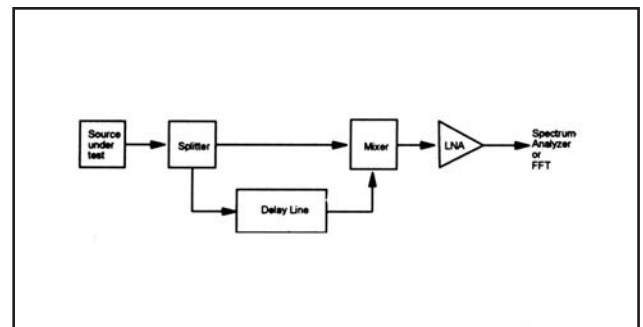 Source
under
test
Splitter
Mixer
LNA
Spectrum-
Analyzer
or
FFT
Delay Line